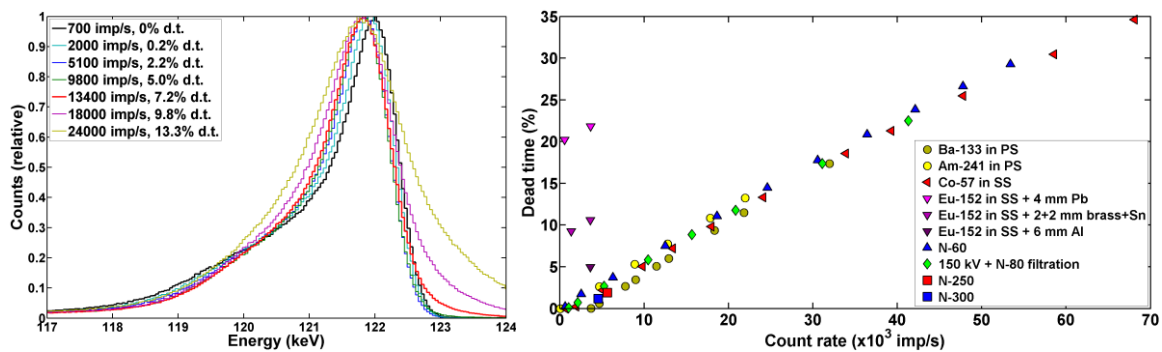 700 imp/s, 0% d.t.
2000 imp/s, 0.2% d.t.
5100 imp/s, 2.2% d.t.
9800 imp/s, 5.0% d.t.
13400 imp/s, 7.2% d.t.
18000 imp/s, 9.8% d.t.
24000 imp/s, 13.3% d.t.
Counts (relative)
1
0.9
0.8
0.7
0.6
0.5
0.4
0.3
0.2
0.1
0
117 118 119 120 121 122 123 124
Energy (keV)
Dead time (%)
35
30
25
20
15
10
5
0
Ba-133 in PS
Am-241 in PS
Co-57 in SS
Eu-152 in SS + 4 mm Pb
Eu-152 in SS + 2+2 mm brass+Sn
Eu-152 in SS + 6 mm Al
N-60
150 kV + N-80 filtration
N-250
N-300
0 10 20 30 40 50 60 70
Count rate (x10³ imp/s)